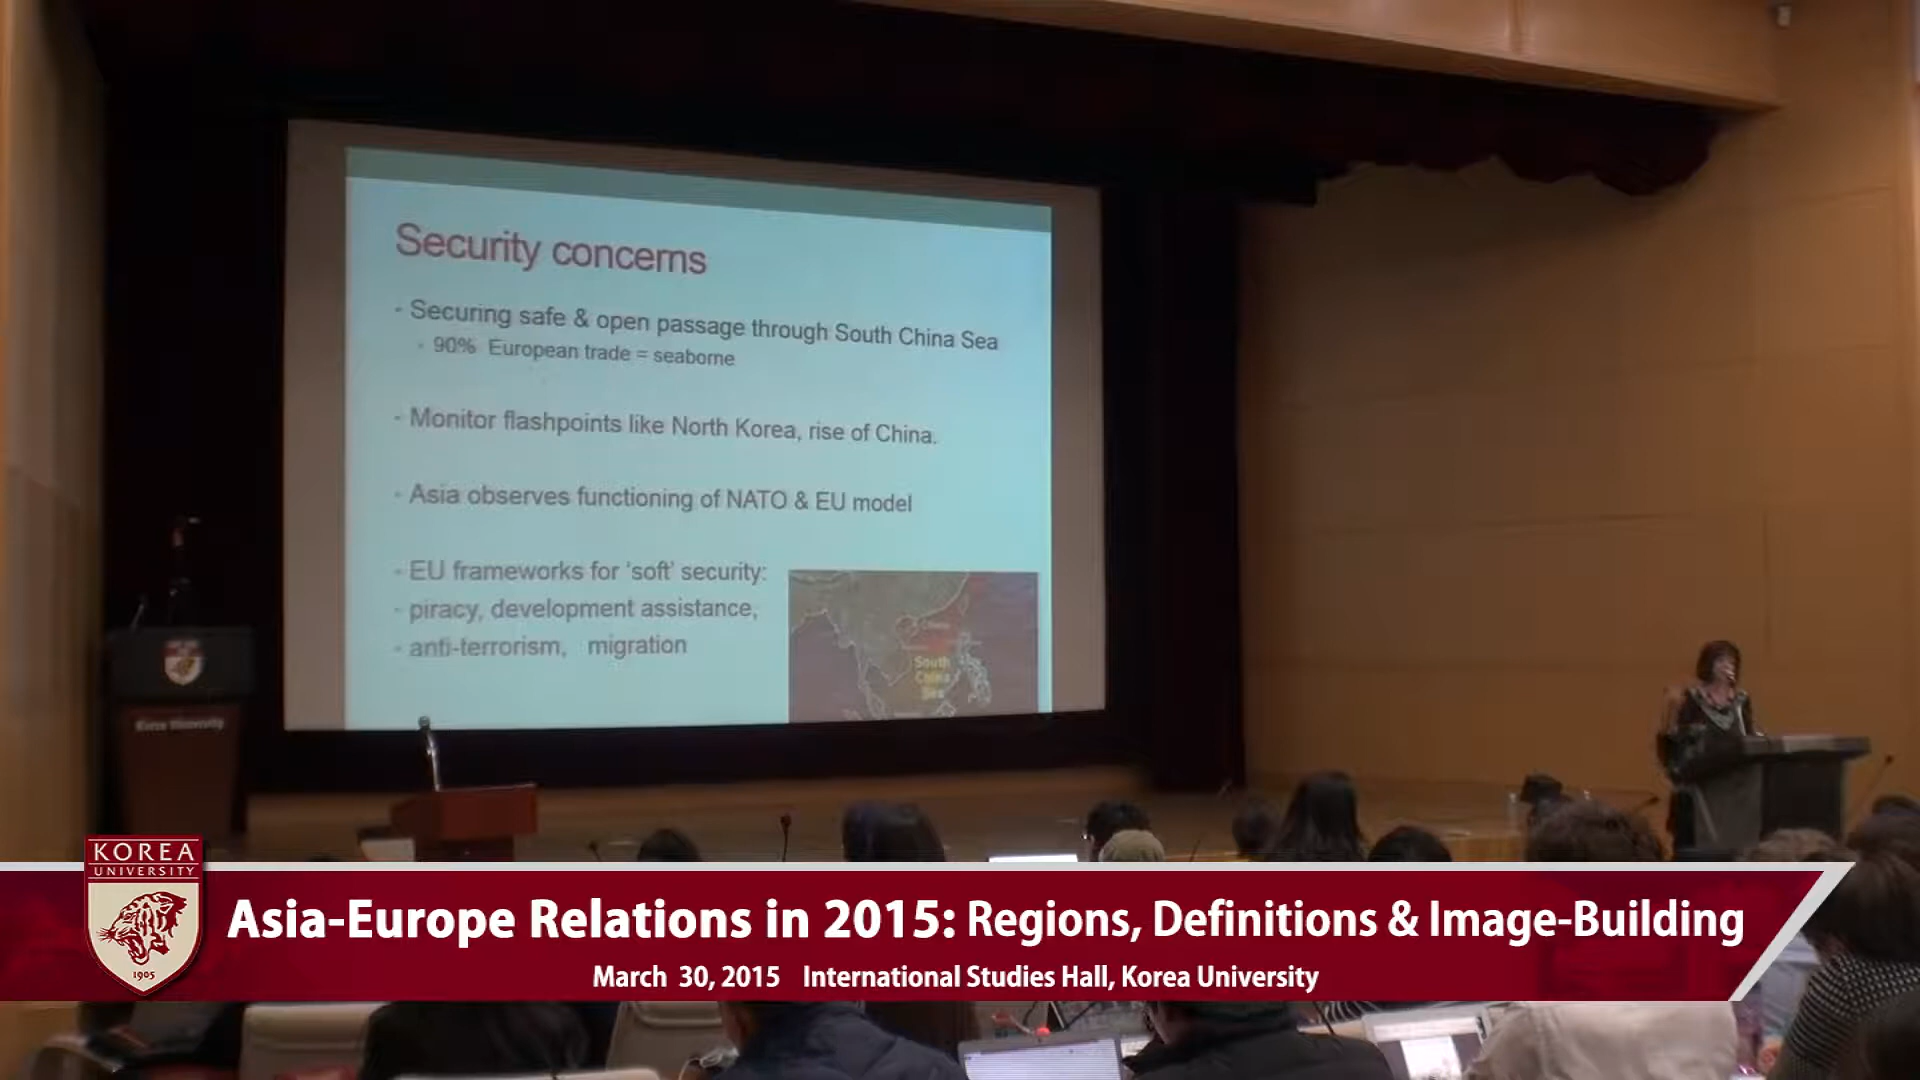 Security concerns
- Securing safe & open passage through South China Sea
- 90% European trade = seaborne
- Monitor flashpoints like North Korea, rise of China.
- Asia observes functioning of NATO & EU model
- EU frameworks for ‘soft’ security:
- piracy, development assistance,
- anti-terrorism, migration
China
South
China
Sea
Korea University
KOREA
UNIVERSITY
1905
Asia-Europe Relations in 2015: Regions, Definitions & Image-Building
March 30, 2015 International Studies Hall, Korea University